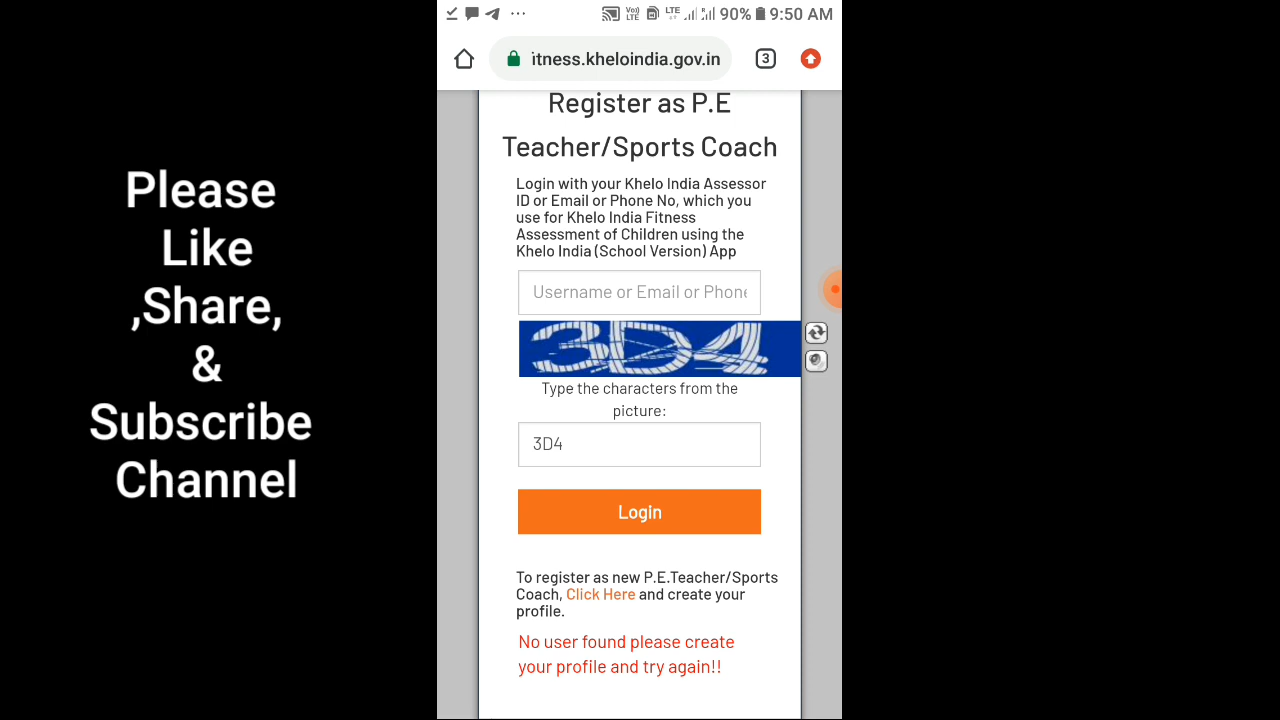 Please
Like
,Share,
&
Subscribe
Channel
90% 9:50 AM
itness.kheloindia.gov.in
3
Register as P.E
Teacher/Sports Coach
Login with your Khelo India Assessor
ID or Email or Phone No, which you
use for Khelo India Fitness
Assessment of Children using the
Khelo India (School Version) App
Username or Email or Phone
3D4
Type the characters from the
picture:
3D4
Login
To register as new P.E.Teacher/Sports
Coach, Click Here and create your
profile.
No user found please create
your profile and try again!!